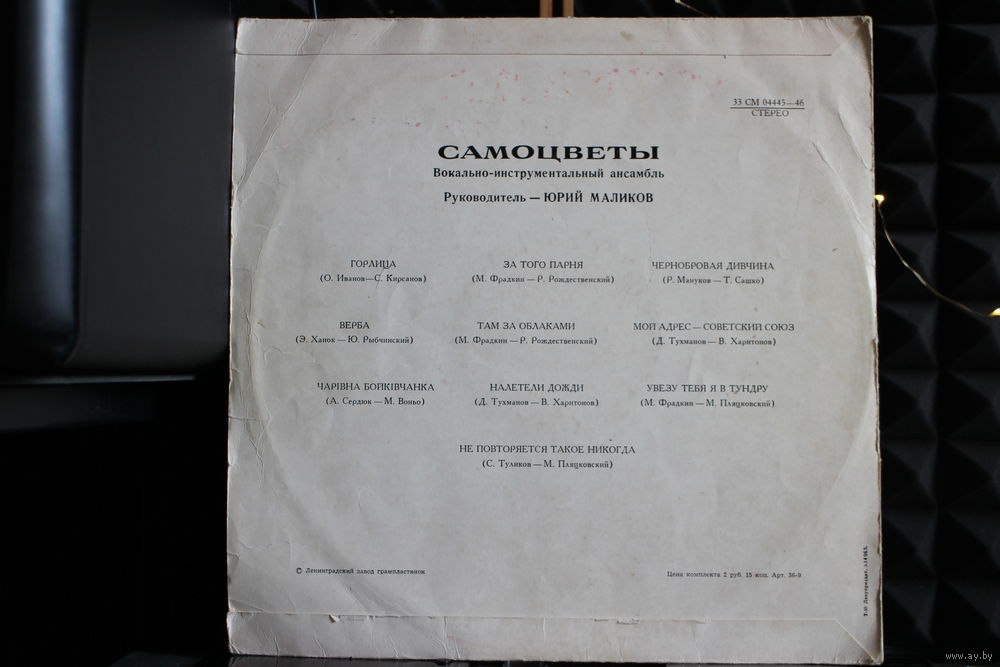 33 СМ 04445—46
СТЕРЕО
САМОЦВЕТЫ
Вокально-инструментальный ансамбль
Руководитель — ЮРИЙ МАЛИКОВ
ГОРЛИЦА
(О. Иванов—С. Кирсанов)
ЗА ТОГО ПАРНЯ
(М. Фрадкин — Р. Рождественский)
ЧЕРНОБРОВАЯ ДИВЧИНА
(Р. Мануков — Т. Сашко)
ВЕРБА
(Э. Ханок — Ю. Рыбчинский)
ТАМ ЗА ОБЛАКАМИ
(М. Фрадкин — Р. Рождественский)
МОЙ АДРЕС — СОВЕТСКИЙ СОЮЗ
(Д. Тухманов — В. Харитонов)
ЧАРІВНА БОЙКІВЧАНКА
(А. Сердюк — М. Воньо)
НАЛЕТЕЛИ ДОЖДИ
(Д. Тухманов — В. Харитонов)
УВЕЗУ ТЕБЯ Я В ТУНДРУ
(М. Фрадкин — М. Пляцковский)
НЕ ПОВТОРЯЕТСЯ ТАКОЕ НИКОГДА
(С. Туликов — М. Пляцковский)
© Ленинградский завод грампластинок
Цена комплекта 2 руб. 15 коп. Арт. 36-9
www.ay.by